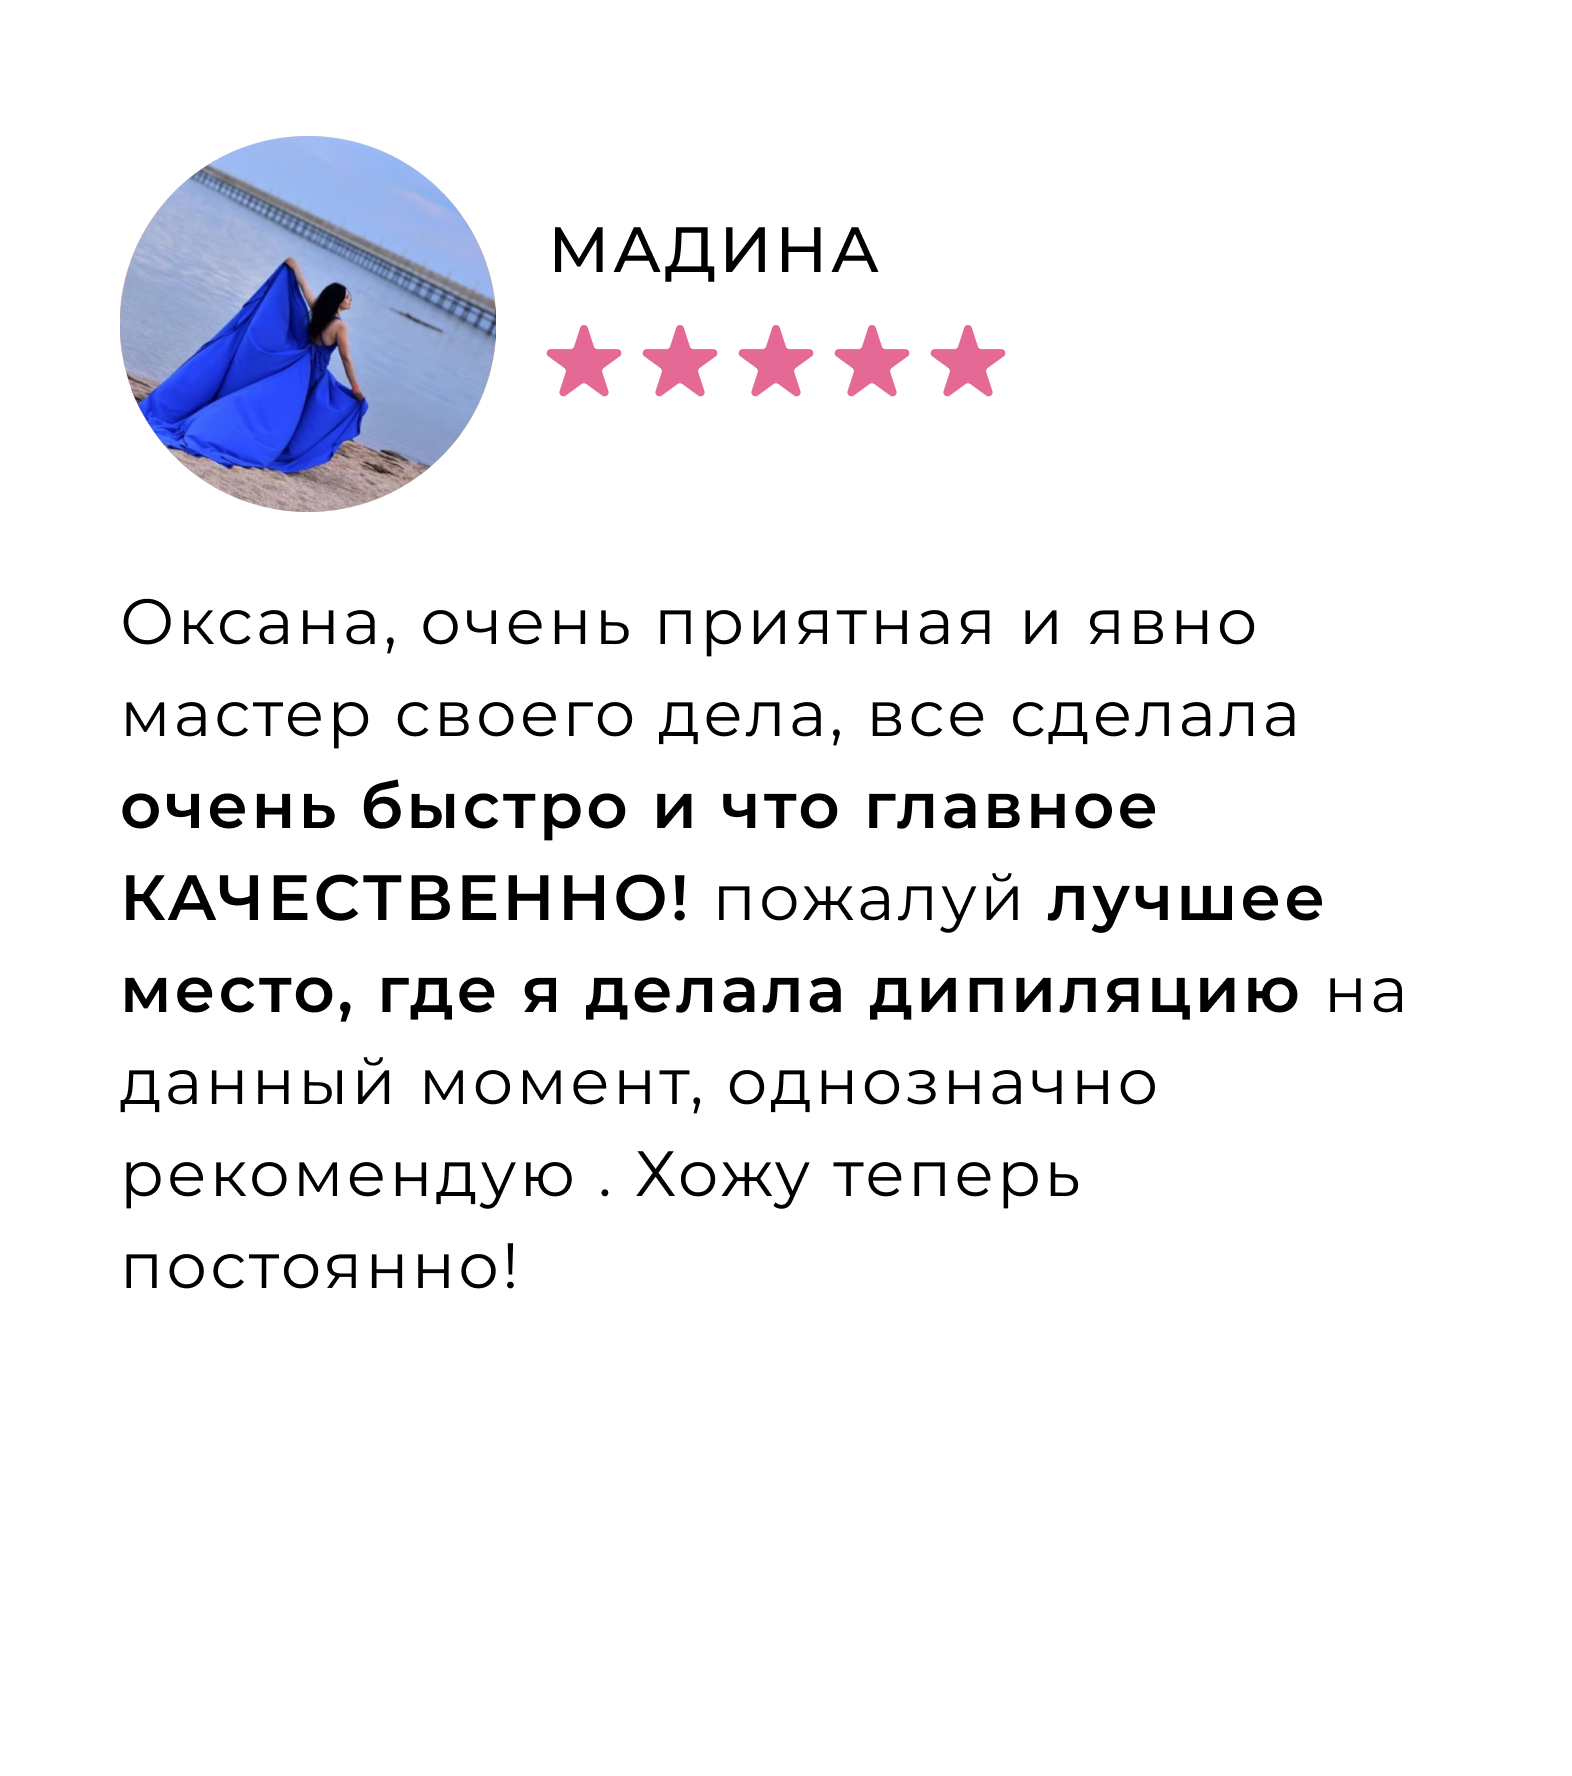 МАДИНА
Оксана, очень приятная и явно
мастер своего дела, все сделала
очень быстро и что главное
КАЧЕСТВЕННО! пожалуй лучшее
место, где я делала дипиляцию на
данный момент, однозначно
рекомендую . Хожу теперь
постоянно!